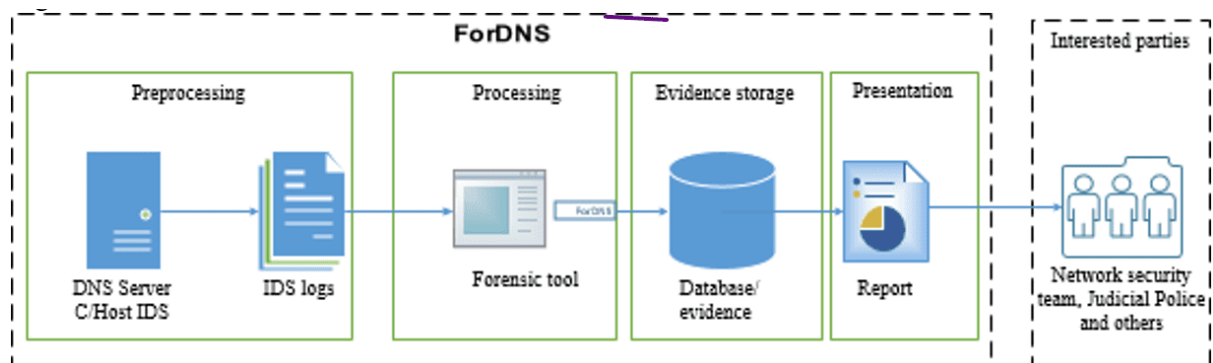 ForDNS
Interested parties
Preprocessing
Processing
Evidence storage
Presentation
ForDNS
DNS Server
C/Host IDS
IDS logs
Forensic tool
Database/
evidence
Report
Network security
team, Judicial Police
and others